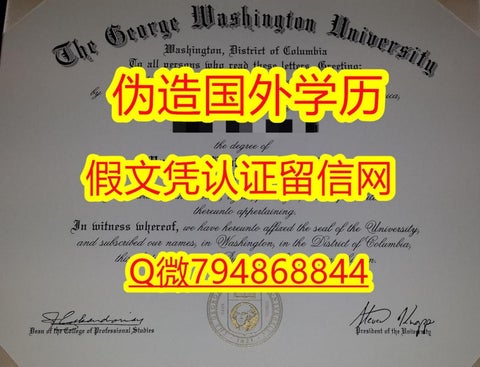 The George Washington University
Washington, District of Columbia
To all persons who read these letters, Greeting:
伪造国外学历
the degree of
假文凭认证留信网
thereunto appertaining.
In witness whereof, we have hereunto affixed the seal of the University,
and subscribed our names, in Washington, in the District of Columbia,
Q微794868844
Dean of the College of Professional Studies
President of the University